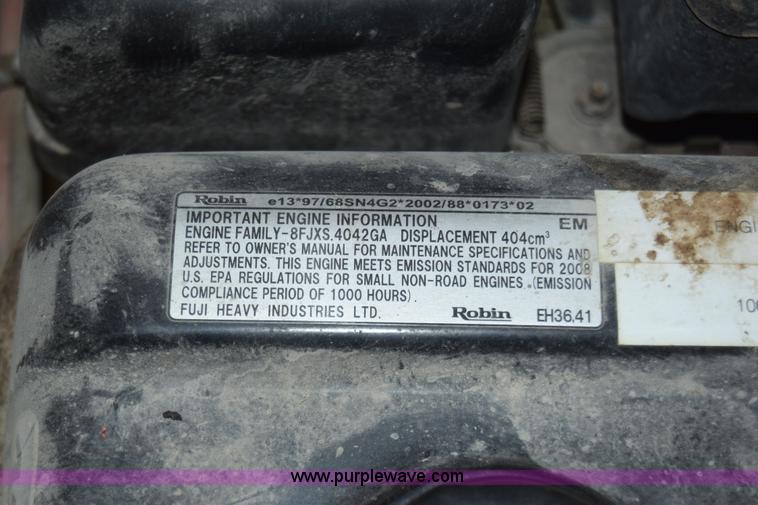 Robin e13*97/68SN4G2*2002/88*0173*02
IMPORTANT ENGINE INFORMATION EM
ENGINE FAMILY-8FJXS.4042GA DISPLACEMENT 404cm³
REFER TO OWNER'S MANUAL FOR MAINTENANCE SPECIFICATIONS AND
ADJUSTMENTS. THIS ENGINE MEETS EMISSION STANDARDS FOR 2008
U.S. EPA REGULATIONS FOR SMALL NON-ROAD ENGINES. (EMISSION
COMPLIANCE PERIOD OF 1000 HOURS).
FUJI HEAVY INDUSTRIES LTD. Robin EH36,41
ENGI
10
www.purplewave.com